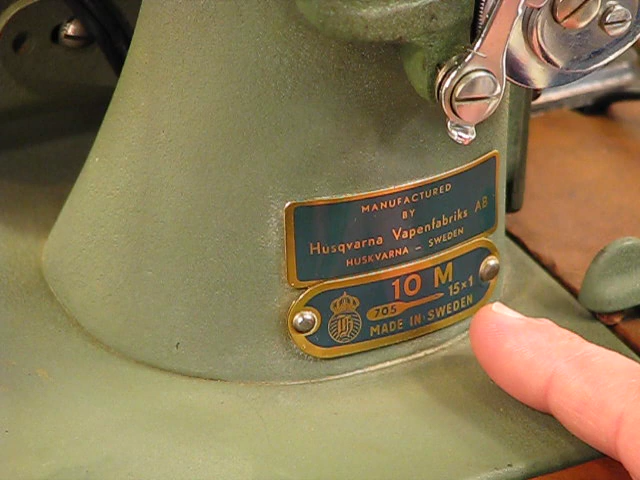 MANUFACTURED
BY
Husqvarna Vapenfabriks AB
HUSKVARNA - SWEDEN
10 M
705 15x1
MADE IN SWEDEN